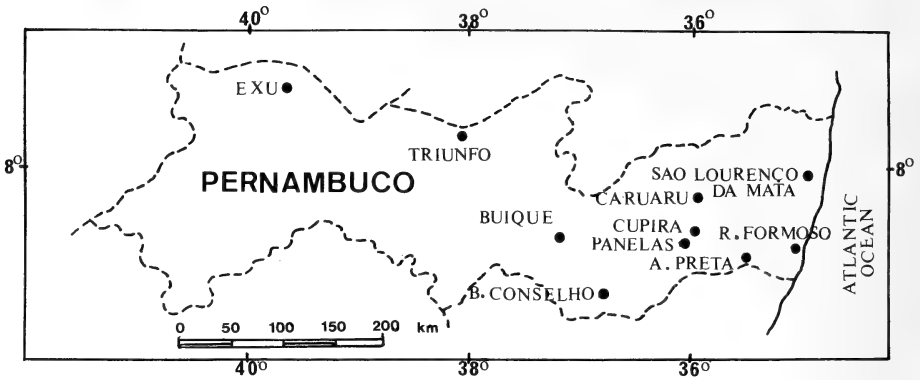 40° 38° 36°
EXU
TRIUNFO
8° 8°
PERNAMBUCO
SAO LOURENÇO
DA MATA
CARUARU
BUIQUE
CUPIRA
R. FORMOSO
PANELAS
A. PRETA
B. CONSELHO
ATLANTIC
OCEAN
0 50 100 150 200 km
40° 38° 36°